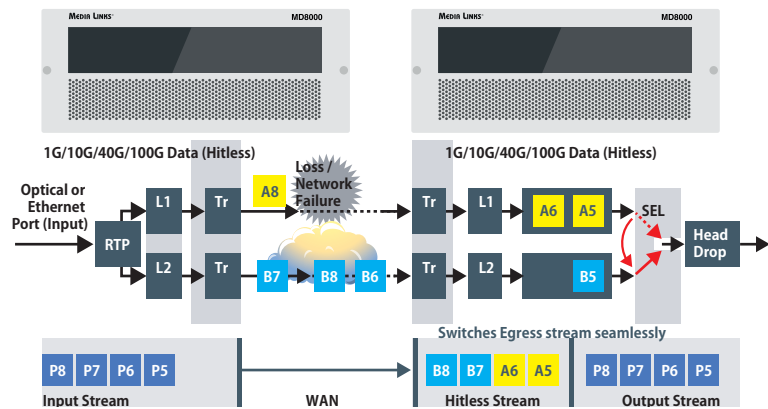 MEDIA LINKS MD8000
MEDIA LINKS MD8000
1G/10G/40G/100G Data (Hitless)
1G/10G/40G/100G Data (Hitless)
Optical or
Ethernet
Port (Input)
RTP
L1
Tr
A8
Loss /
Network
Failure
Tr
L1
A6 A5
SEL
Head
Drop
L2
Tr
B7 B8 B6
Tr
L2
B5
Switches Egress stream seamlessly
P8 P7 P6 P5
B8 B7 A6 A5
P8 P7 P6 P5
Input Stream
WAN
Hitless Stream
Output Stream